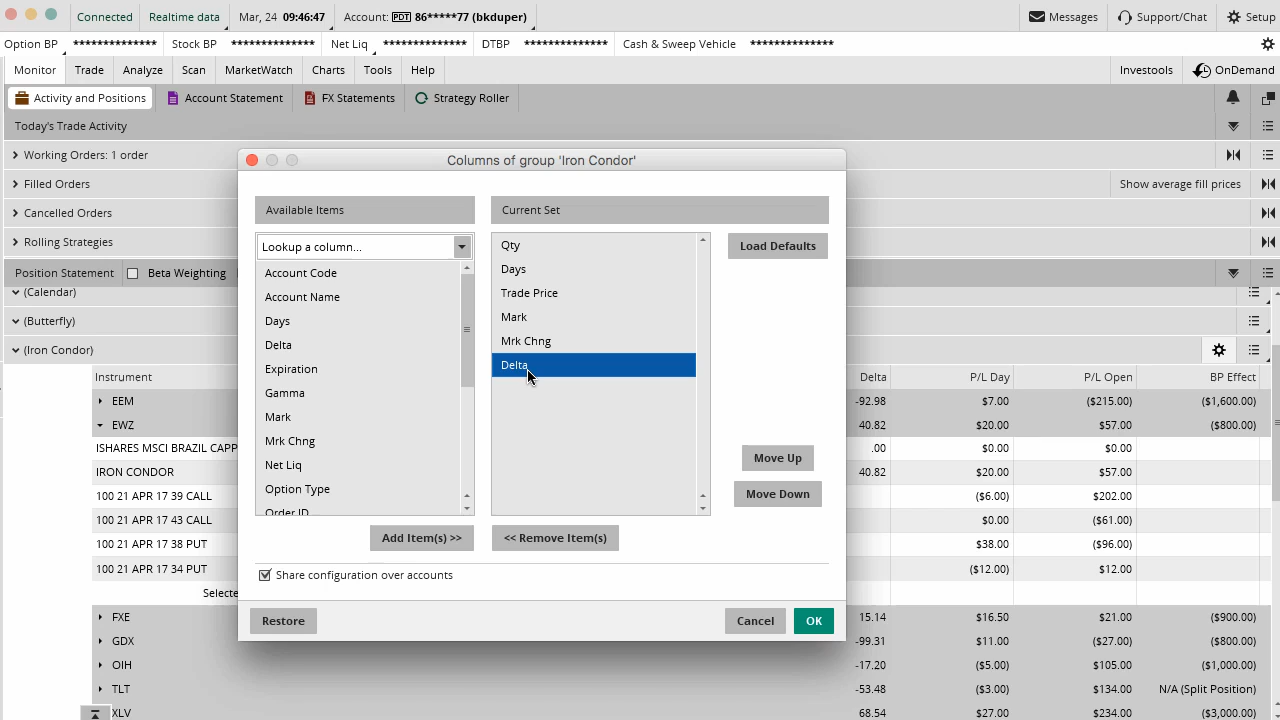 Connected Realtime data Mar, 24 09:46:47 Account: PDT 86*****77 (bkduper) Messages Support/Chat Setup
Option BP ************** Stock BP ************** Net Liq ************** DTBP ************** Cash & Sweep Vehicle **************
Monitor Trade Analyze Scan MarketWatch Charts Tools Help Investools OnDemand
Activity and Positions Account Statement FX Statements Strategy Roller
Today's Trade Activity
Working Orders: 1 order
Filled Orders Show average fill prices
Cancelled Orders
Rolling Strategies
Position Statement Beta Weighting
(Calendar)
(Butterfly)
(Iron Condor)
Instrument Delta P/L Day P/L Open BP Effect
EEM -92.98 $7.00 ($215.00) ($1,600.00)
EWZ 40.82 $20.00 $57.00 ($800.00)
ISHARES MSCI BRAZIL CAPP .00 $0.00 $0.00
IRON CONDOR 40.82 $20.00 $57.00
100 21 APR 17 39 CALL ($6.00) $202.00
100 21 APR 17 43 CALL $0.00 ($61.00)
100 21 APR 17 38 PUT $38.00 ($96.00)
100 21 APR 17 34 PUT ($12.00) $12.00
Selecte
FXE 15.14 $16.50 $21.00 ($900.00)
GDX -99.31 $11.00 ($27.00) ($800.00)
OIH -17.20 ($5.00) $105.00 ($1,000.00)
TLT -53.48 ($3.00) $134.00 N/A (Split Position)
XLV 68.54 $27.00 $234.00 ($3,000.00)
Columns of group 'Iron Condor'
Available Items
Lookup a column...
Account Code
Account Name
Days
Delta
Expiration
Gamma
Mark
Mrk Chng
Net Liq
Option Type
Order ID
Add Item(s) >>
Current Set
Qty
Days
Trade Price
Mark
Mrk Chng
Delta
<< Remove Item(s)
Load Defaults
Move Up
Move Down
Share configuration over accounts
Restore Cancel OK